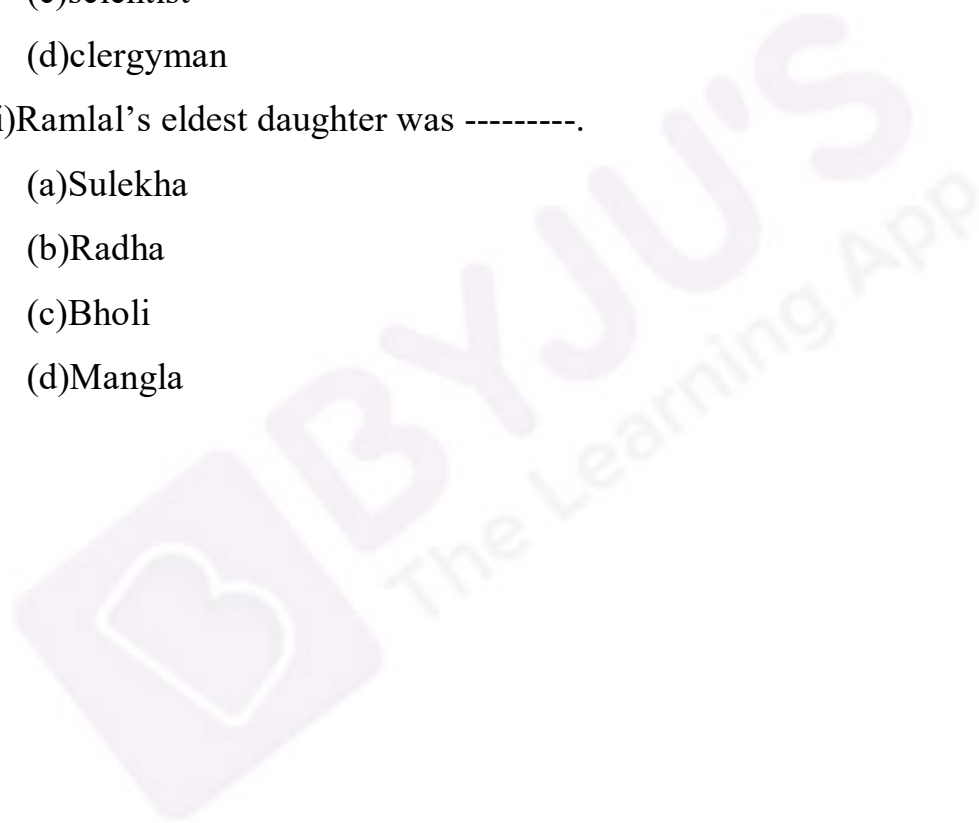 (d)clergyman
i)Ramlal’s eldest daughter was ---------.
(a)Sulekha
(b)Radha
(c)Bholi
(d)Mangla
BYJU'S
The Learning App